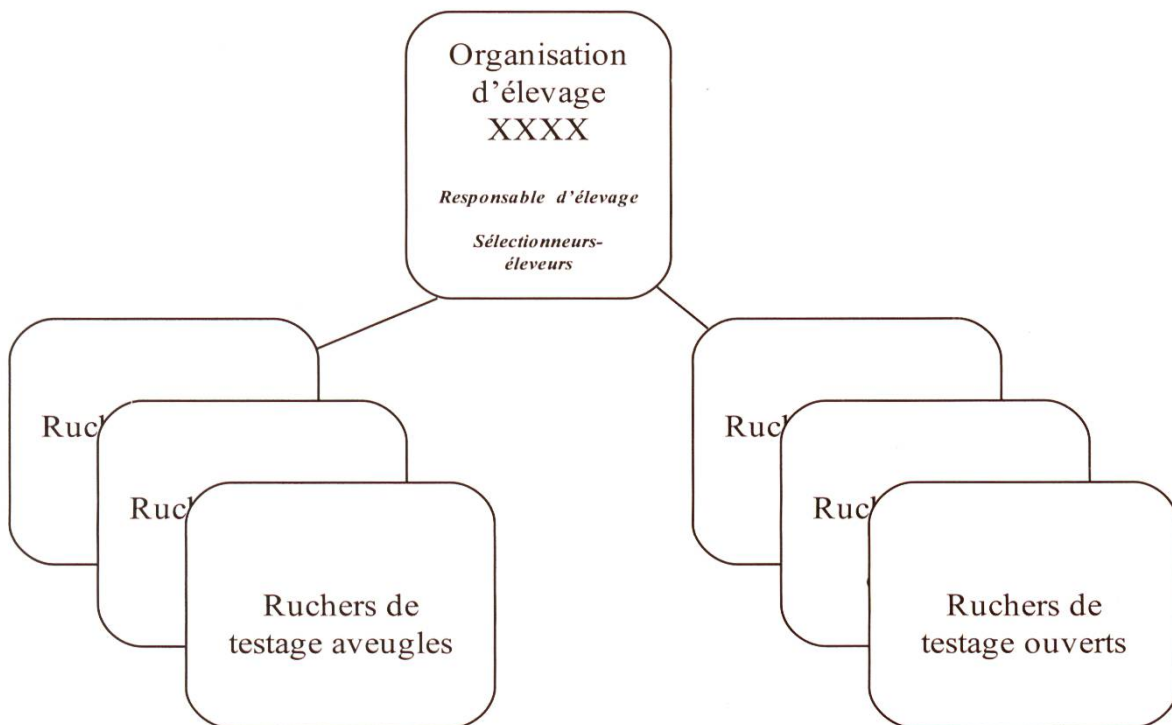 Organisation
d'élevage
XXXX
Responsable d'élevage
Sélectionneurs-
éleveurs
Ruchers de
testage aveugles
Ruchers de
testage ouverts